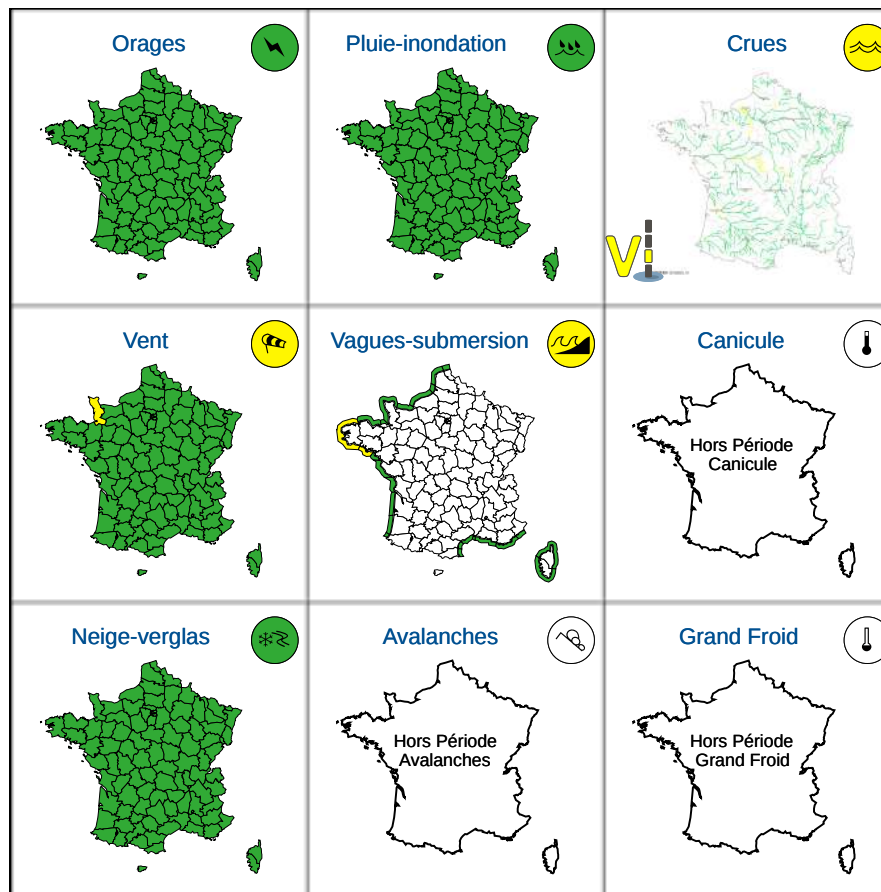 Orages
Pluie-inondation
Crues
Vi
Vent
Vagues-submersion
Canicule
Hors Période
Canicule
Neige-verglas
Avalanches
Grand Froid
Hors Période
Avalanches
Hors Période
Grand Froid